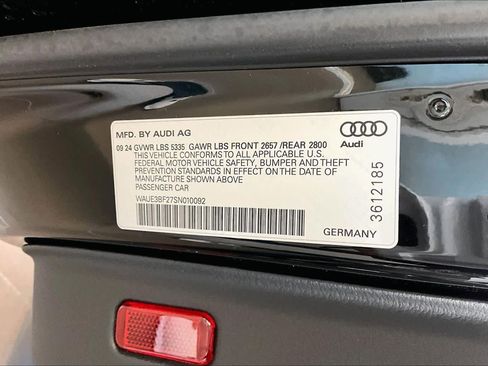 MFD. BY AUDI AG
09 24 GVWR LBS 5335 GAWR LBS FRONT 2657 /REAR 2800
THIS VEHICLE CONFORMS TO ALL APPLICABLE U.S.
FEDERAL MOTOR VEHICLE SAFETY, BUMPER AND THEFT
PREVENTION STANDARDS IN EFFECT ON THE DATE OF
MANUFACTURE SHOWN ABOVE.
PASSENGER CAR
WAUE3BF27SN010092
Audi
3612185
GERMANY